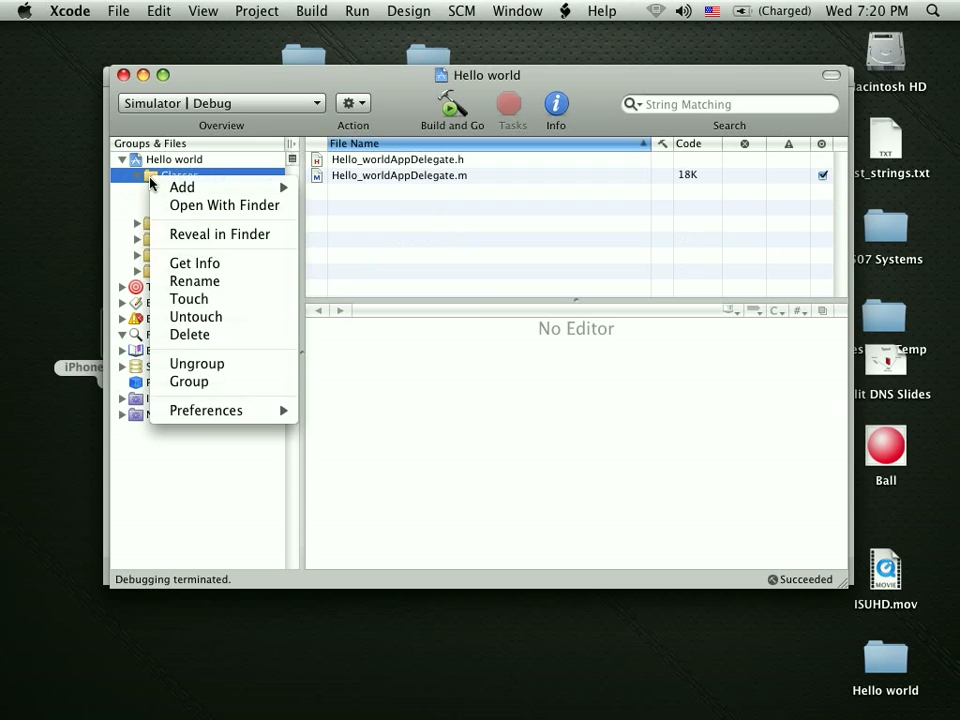 Xcode File Edit View Project Build Run Design SCM Window Help (Charged) Wed 7:20 PM
Hello world
Simulator | Debug
String Matching
Overview Action Build and Go Tasks Info Search
Groups & Files File Name Code
Hello world
Hello_worldAppDelegate.h
Classes
Hello_worldAppDelegate.m 18K
Add
Open With Finder
Reveal in Finder
Get Info
Rename
Touch
Untouch
Delete
Ungroup
Group
Preferences
No Editor
iPhone
Debugging terminated. Succeeded
acintosh HD
st_strings.txt
07 Systems
Temp
lit DNS Slides
Ball
MOVIE
ISUHD.mov
Hello world